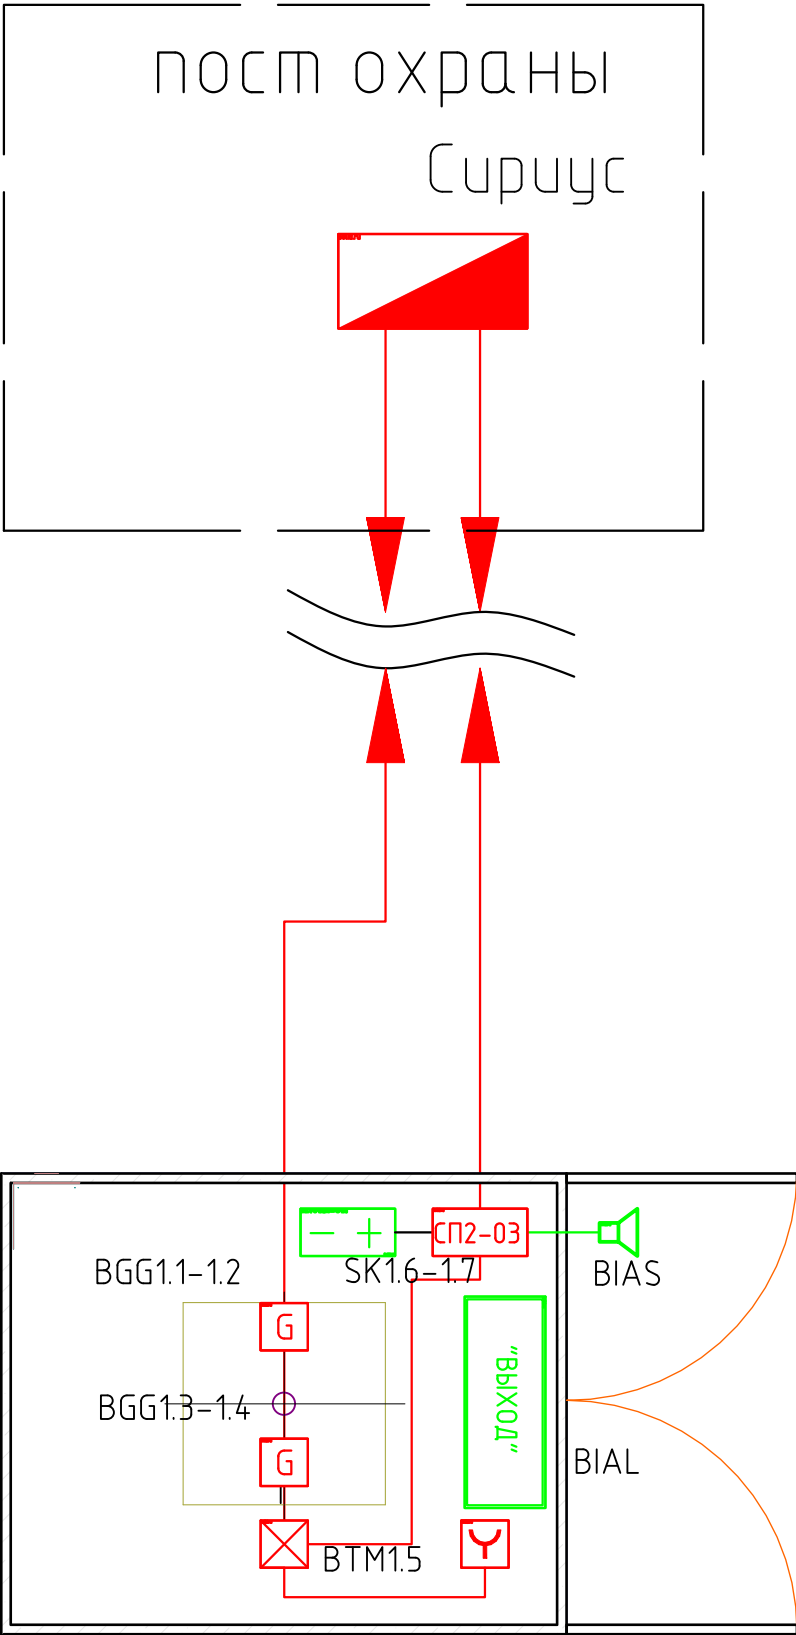 пост охраны
Сириус
СП2-03
BGG1.1-1.2
SK1.6-1.7
BIAS
G
"ВЫХОД"
BGG1.3-1.4
G
BIAL
BTM1.5